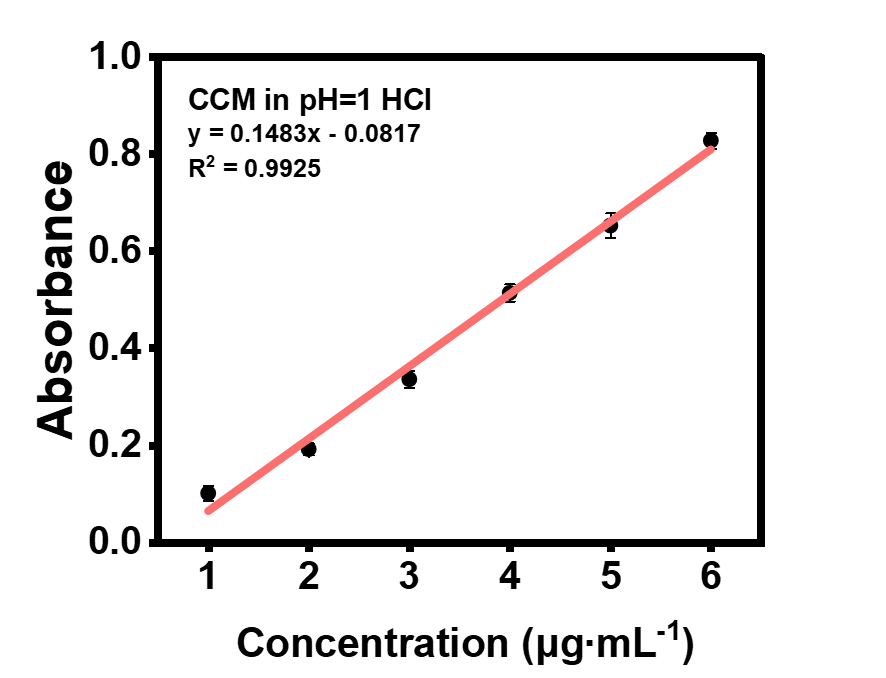 1.0
CCM in pH=1 HCl
y = 0.1483x - 0.0817
R² = 0.9925
0.8
0.6
0.4
0.2
0.0
Absorbance
1 2 3 4 5 6
Concentration (µg·mL⁻¹)